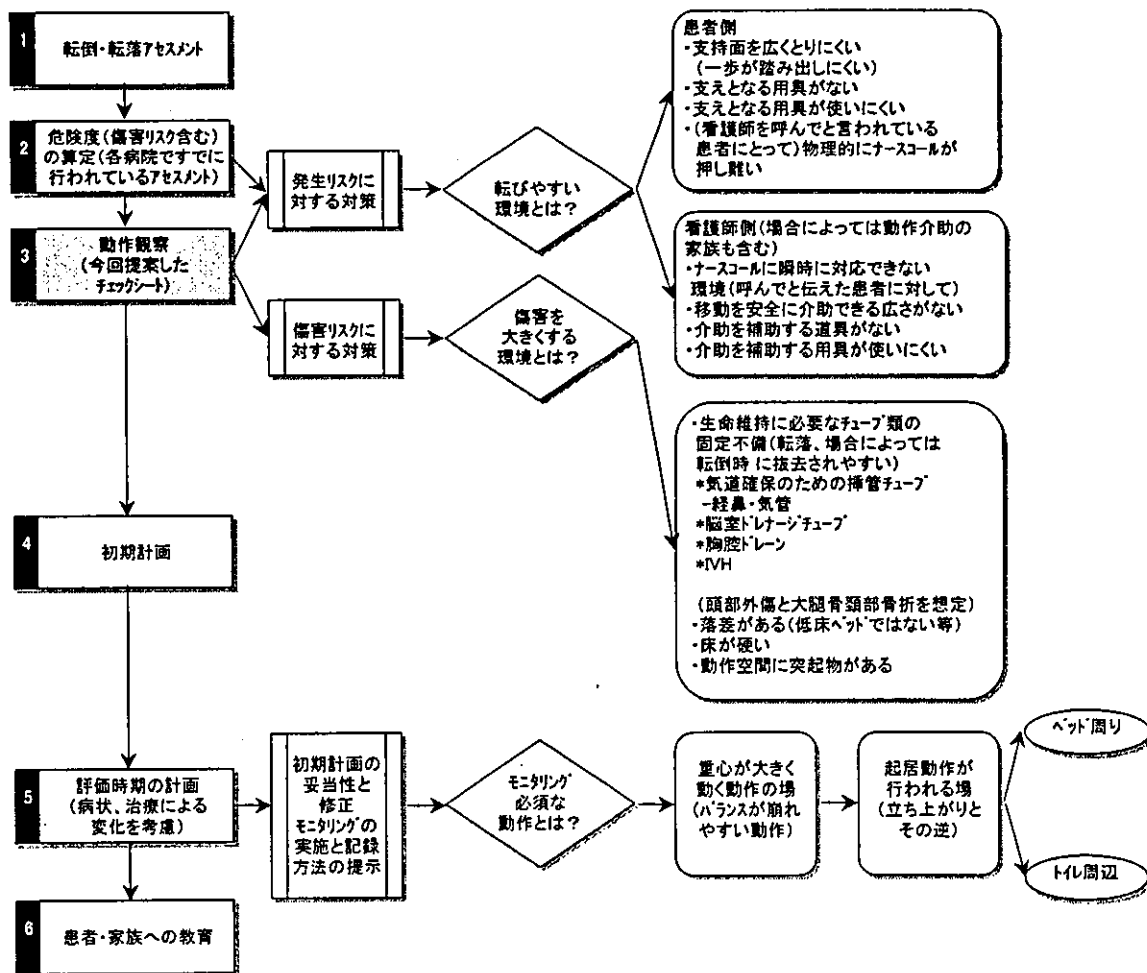 1
転倒・転落アセスメント
2
危険度(傷害リスク含む)
の算定(各病院ですでに
行われているアセスメント)
3
動作観察
(今回提案した
チェックシート)
発生リスクに
対する対策
転びやすい
環境とは?
患者側
・支持面を広くとりにくい
(一歩が踏み出しにくい)
・支えとなる用具がない
・支えとなる用具が使いにくい
・(看護師を呼んでと言われている
患者にとって)物理的にナースコールが
押し難い
看護師側(場合によっては動作介助の
家族も含む)
・ナースコールに瞬時に対応できない
環境(呼んでと伝えた患者に対して)
・移動を安全に介助できる広さがない
・介助を補助する道具がない
・介助を補助する用具が使いにくい
傷害リスクに
対する対策
傷害を
大きくする
環境とは?
・生命維持に必要なチューブ類の
固定不備(転落、場合によっては
転倒時に抜去されやすい)
*気道確保のための挿管チューブ
-経鼻・気管
*脳室ドレナージチューブ
*胸腔ドレーン
*IVH
(頭部外傷と大腿骨頚部骨折を想定)
・落差がある(低床ベッドではない等)
・床が硬い
・動作空間に突起物がある
4
初期計画
5
評価時期の計画
(病状、治療による
変化を考慮)
初期計画の
妥当性と
修正
モニタリングの
実施と記録
方法の提示
モニタリング
必須な
動作とは?
重心が大きく
動く動作の場
(バランスが崩れ
やすい動作)
起居動作が
行われる場
(立ち上がりと
その逆)
ベッド周り
トイレ周辺
6
患者・家族への教育